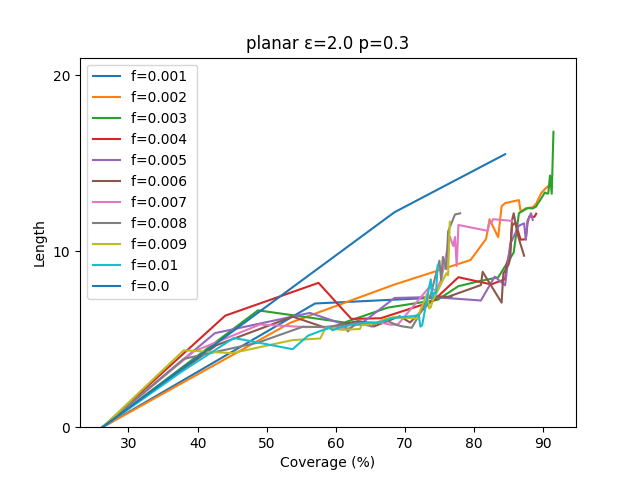 planar ε=2.0 p=0.3
20
10
0
Length
f=0.001
f=0.002
f=0.003
f=0.004
f=0.005
f=0.006
f=0.007
f=0.008
f=0.009
f=0.01
f=0.0
30 40 50 60 70 80 90
Coverage (%)